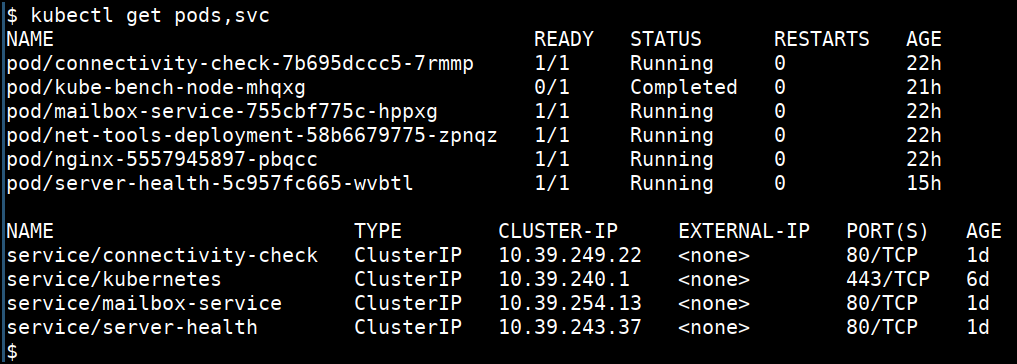 $ kubectl get pods,svc
NAME                                        READY   STATUS      RESTARTS   AGE
pod/connectivity-check-7b695dccc5-7rmmp     1/1     Running     0          22h
pod/kube-bench-node-mhqxg                   0/1     Completed   0          21h
pod/mailbox-service-755cbf775c-hppxg        1/1     Running     0          22h
pod/net-tools-deployment-58b6679775-zpnqz   1/1     Running     0          22h
pod/nginx-5557945897-pbqcc                  1/1     Running     0          22h
pod/server-health-5c957fc665-wvbtl          1/1     Running     0          15h

NAME                         TYPE        CLUSTER-IP     EXTERNAL-IP   PORT(S)   AGE
service/connectivity-check   ClusterIP   10.39.249.22   <none>        80/TCP    1d
service/kubernetes           ClusterIP   10.39.240.1    <none>        443/TCP   6d
service/mailbox-service      ClusterIP   10.39.254.13   <none>        80/TCP    1d
service/server-health        ClusterIP   10.39.243.37   <none>        80/TCP    1d
$